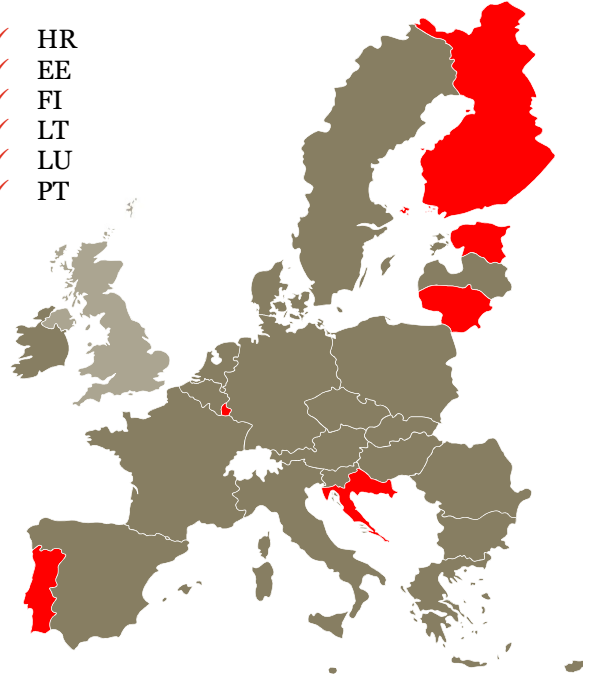 ✓ HR
✓ EE
✓ FI
✓ LT
✓ LU
✓ PT